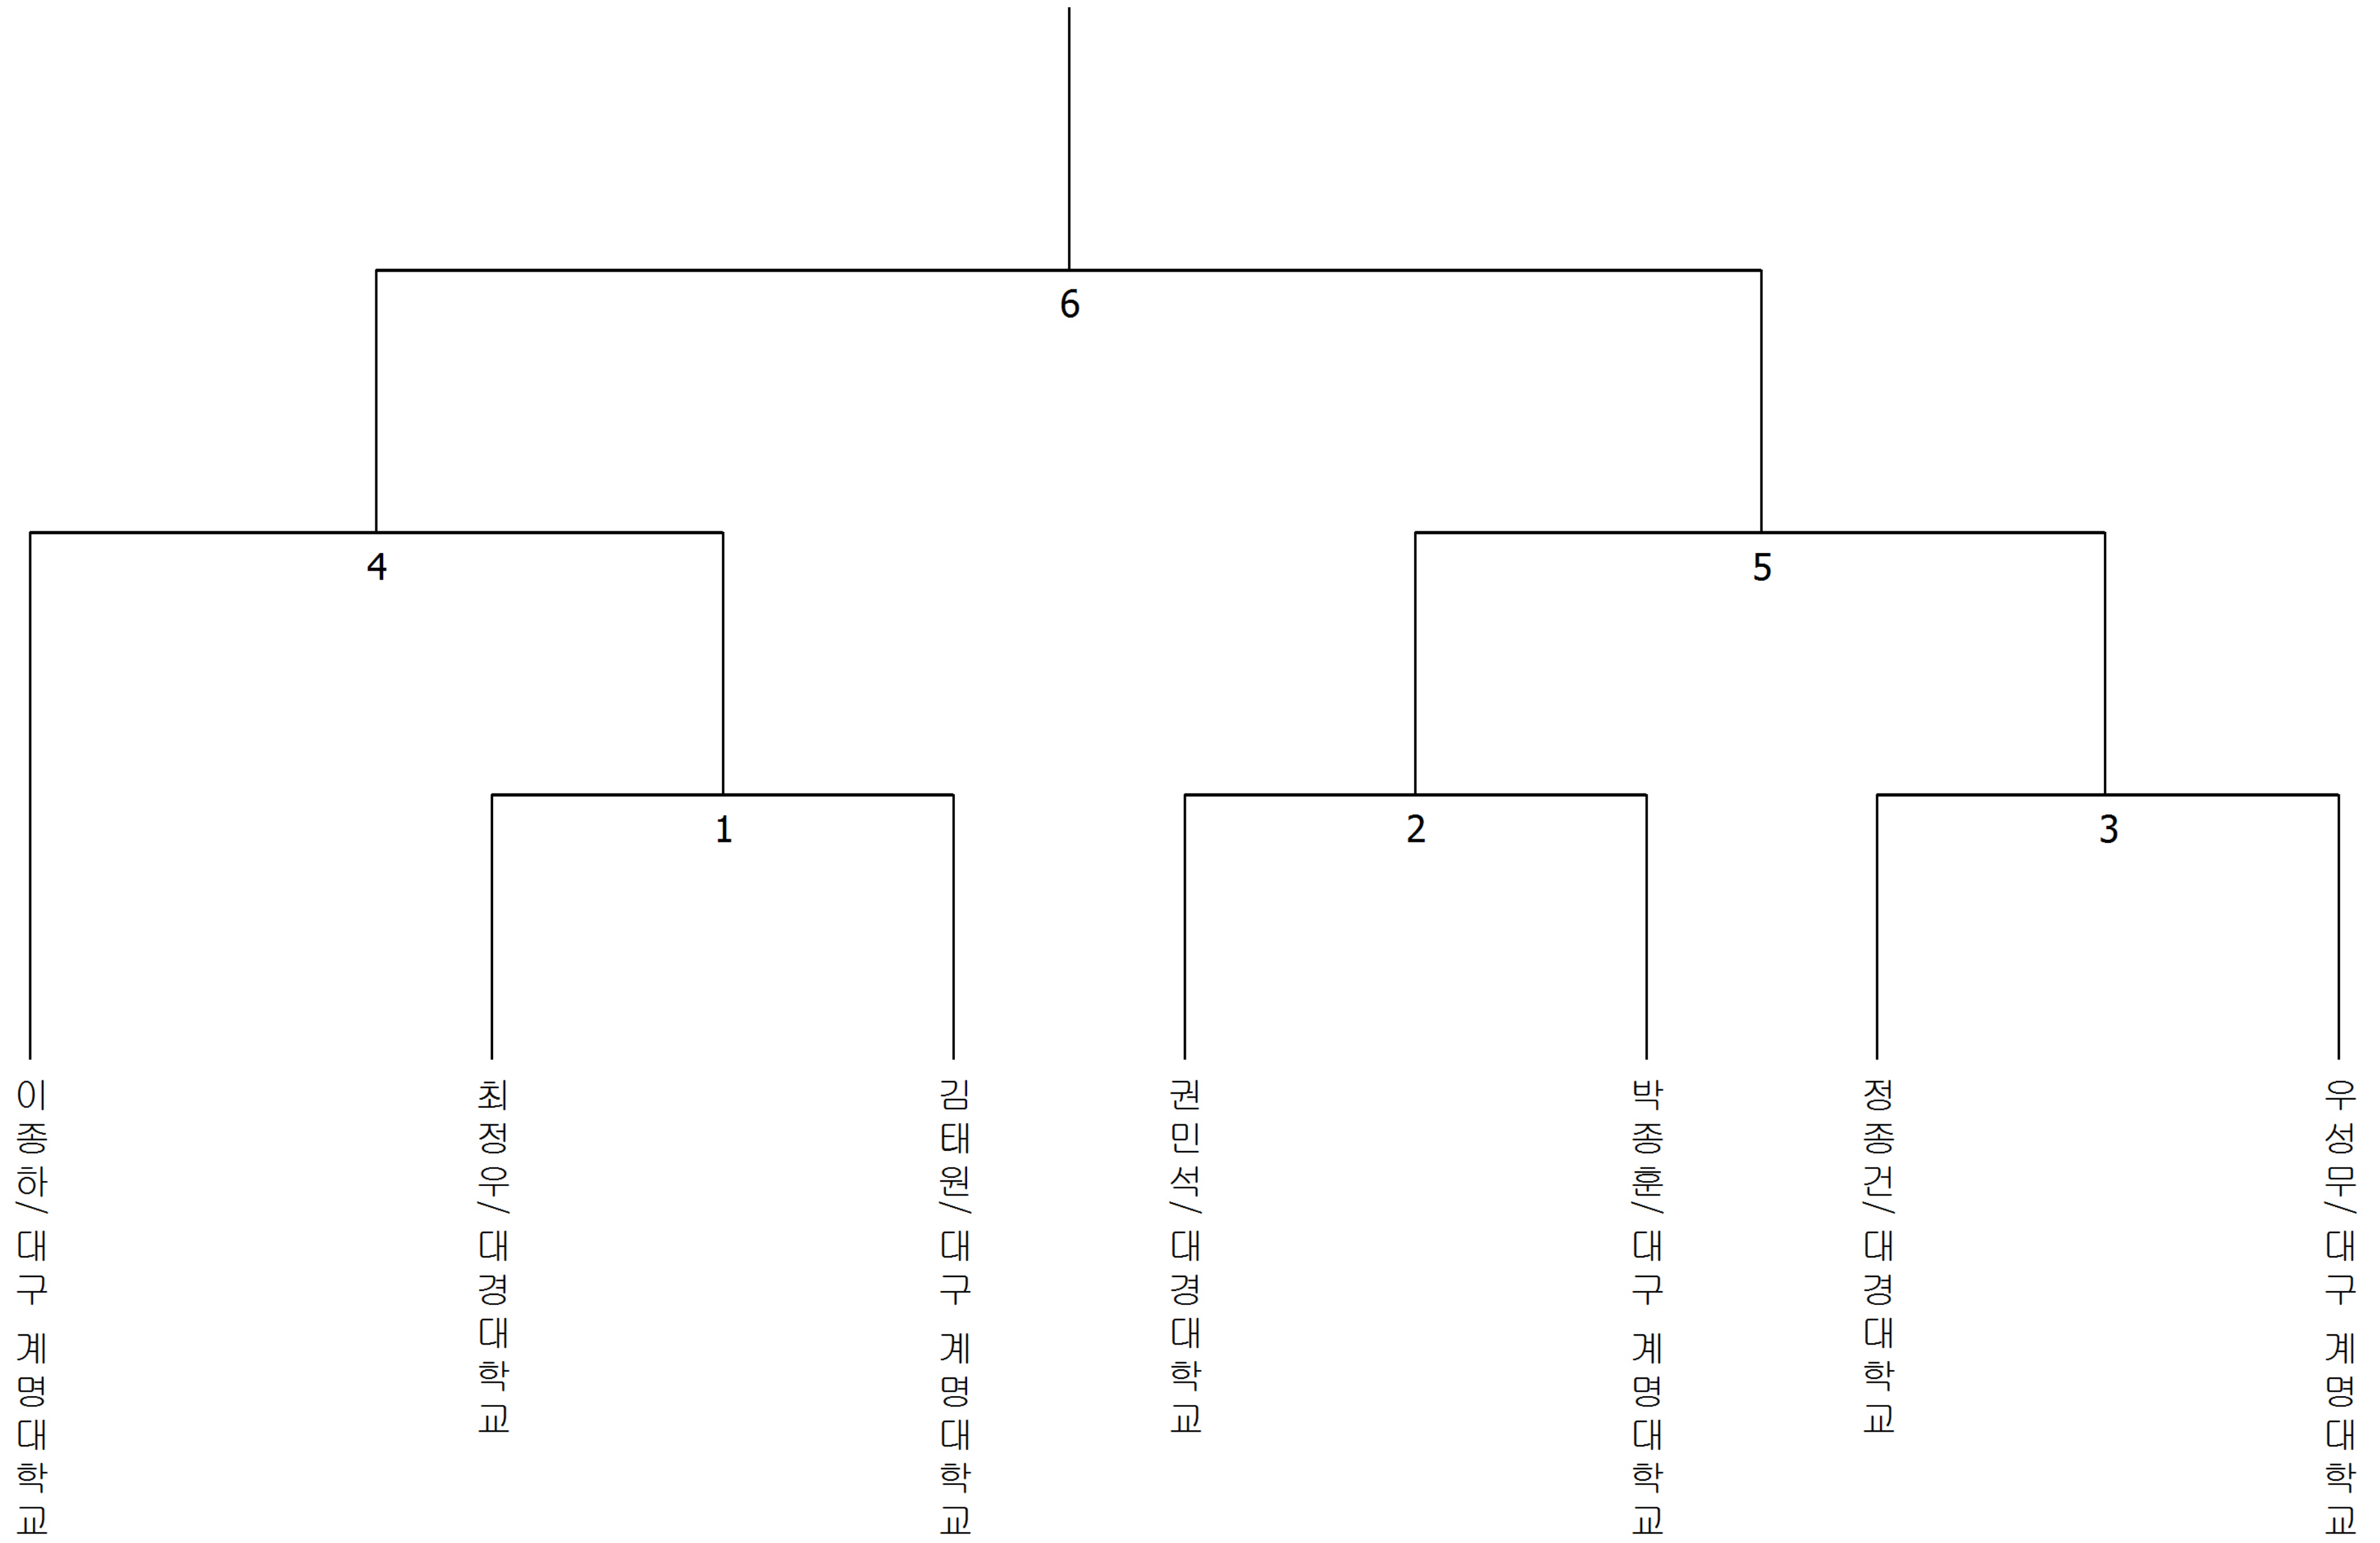 6
4
5
1
2
3
이종하/ 대구 계명대학교
최정우/ 대경대학교
김태원/ 대구 계명대학교
권민석/ 대경대학교
박종훈/ 대구 계명대학교
정종건/ 대경대학교
우성무/ 대구 계명대학교